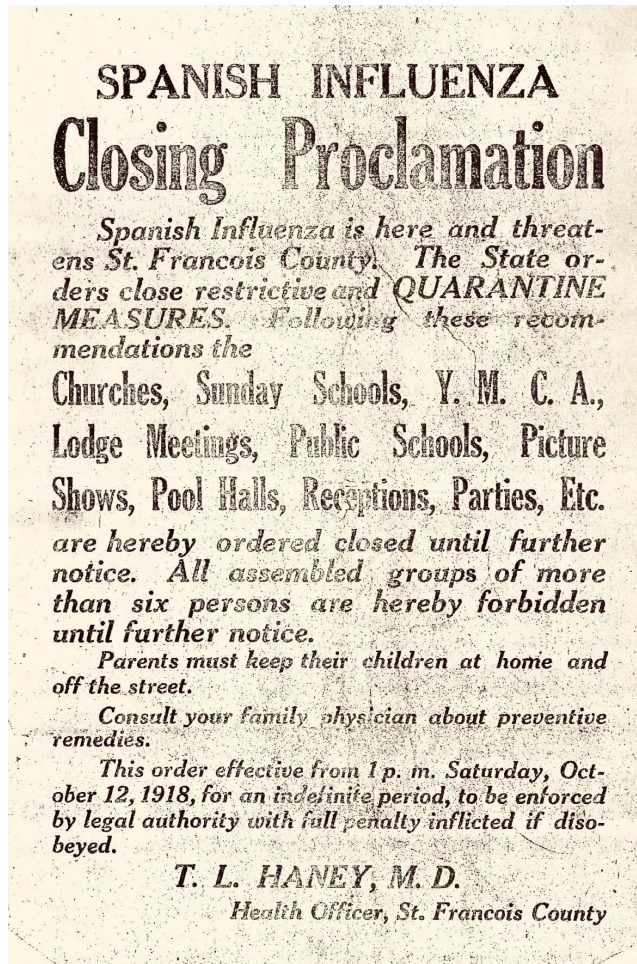 SPANISH INFLUENZA
Closing Proclamation
Spanish Influenza is here and threat-
ens St. Francois County. The State or-
ders close restrictive and QUARANTINE
MEASURES. Following these recom-
mendations the
Churches, Sunday Schools, Y. M. C. A.,
Lodge Meetings, Public Schools, Picture
Shows, Pool Halls, Receptions, Parties, Etc.
are hereby ordered closed until further
notice. All assembled groups of more
than six persons are hereby forbidden
until further notice.
Parents must keep their children at home and
off the street.
Consult your family physician about preventive
remedies.
This order effective from 1 p. m. Saturday, Oct-
ober 12, 1918, for an indefinite period, to be enforced
by legal authority with full penalty inflicted if diso-
beyed.
T. L. HANEY, M. D.
Health Officer, St. Francois County